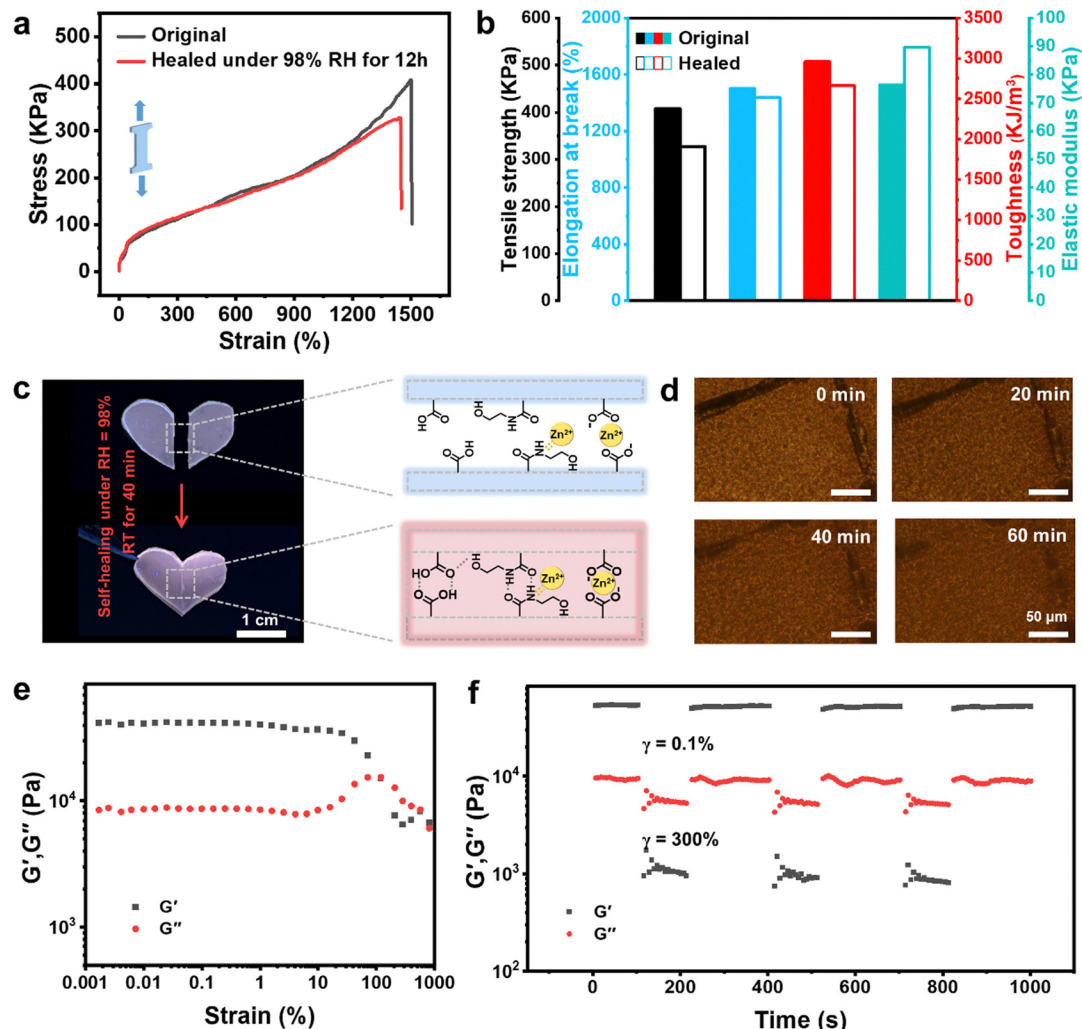 a
Original
Healed under 98% RH for 12h
500
400
300
200
100
0
Stress (KPa)
0 300 600 900 1200 1500
Strain (%)
b
Original
Healed
600
500
400
300
200
100
0
Tensile strength (KPa)
2000
1600
1200
800
400
0
Elongation at break (%)
3500
3000
2500
2000
1500
1000
500
0
Toughness (KJ/m³)
100
90
80
70
60
50
40
30
20
10
0
Elastic modulus (KPa)
c
Self-healing under RH = 98%
RT for 40 min
1 cm
Zn²⁺
Zn²⁺
Zn²⁺
Zn²⁺
d
0 min
20 min
40 min
60 min
50 μm
e
10⁴
10³
G′,G″ (Pa)
G′
G″
0.001 0.01 0.1 1 10 100 1000
Strain (%)
f
γ = 0.1%
γ = 300%
10⁴
10³
10²
G′,G″ (Pa)
G′
G″
0 200 400 600 800 1000
Time (s)